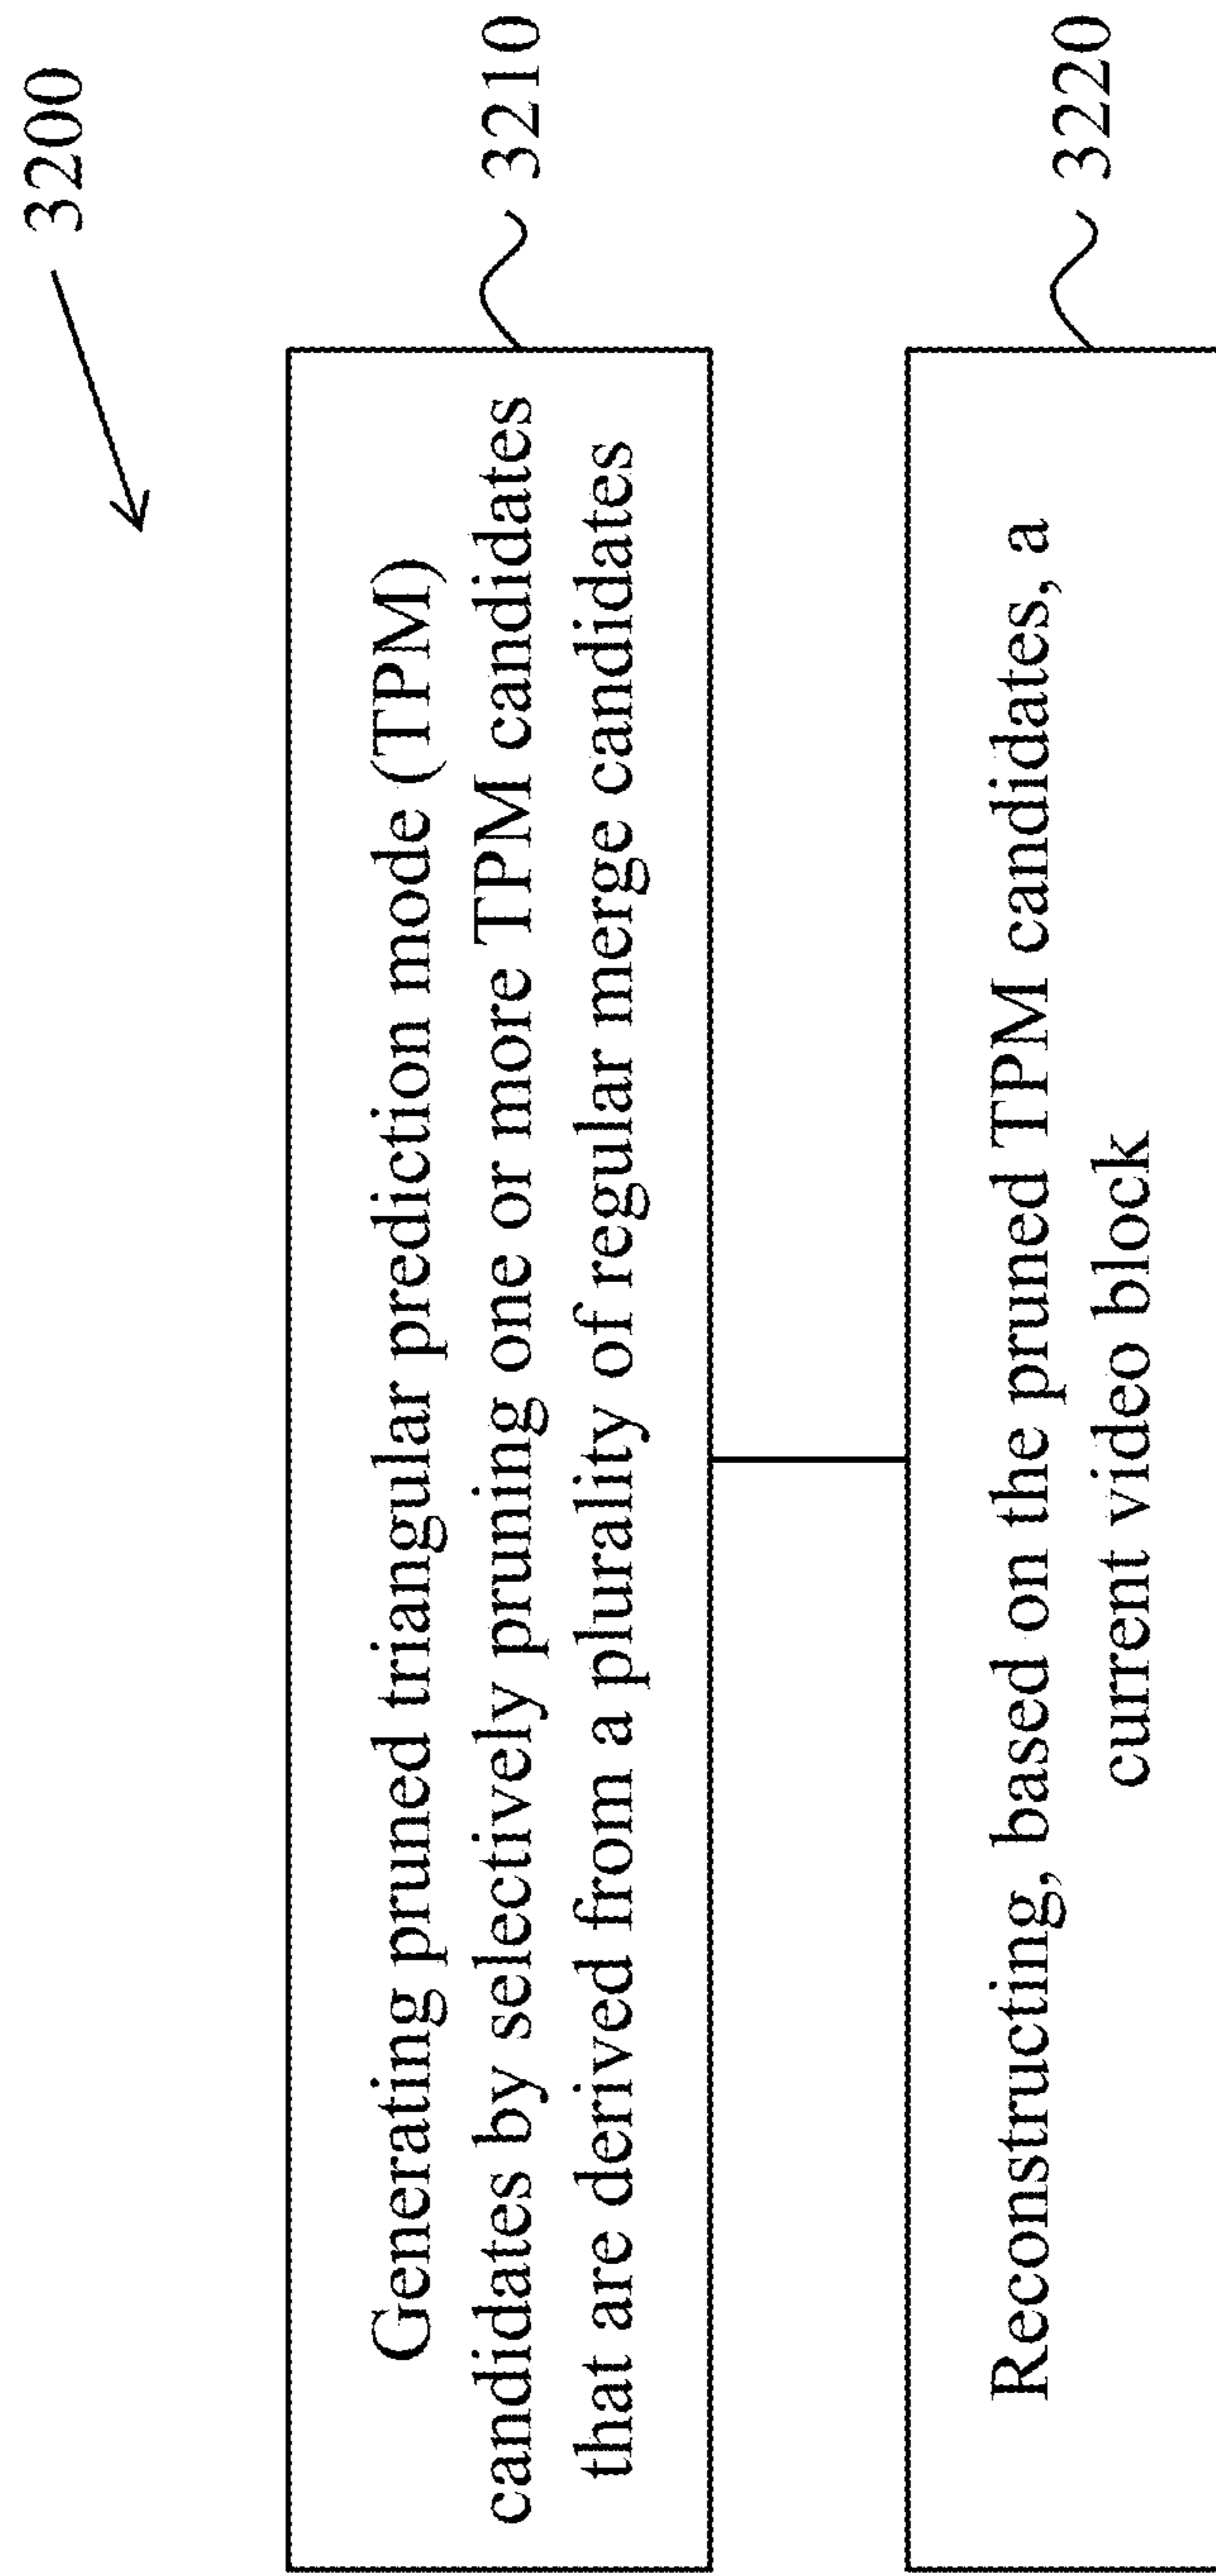 3200
Generating pruned triangular prediction mode (TPM)
candidates by selectively pruning one or more TPM candidates
that are derived from a plurality of regular merge candidates
3210
Reconstructing, based on the pruned TPM candidates, a
current video block
3220